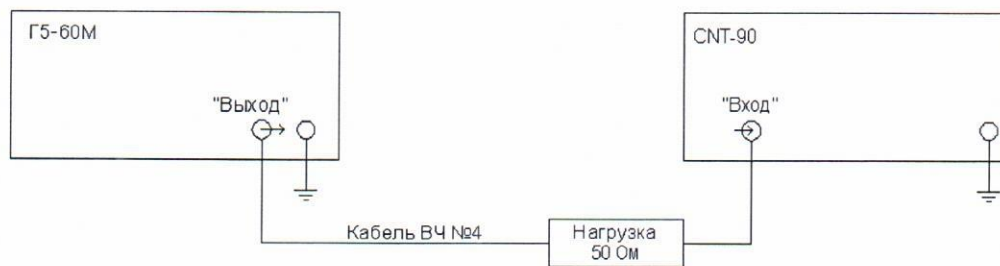 Г5-60М
CNT-90
"Выход"
"Вход"
Кабель ВЧ №4
Нагрузка
50 Ом